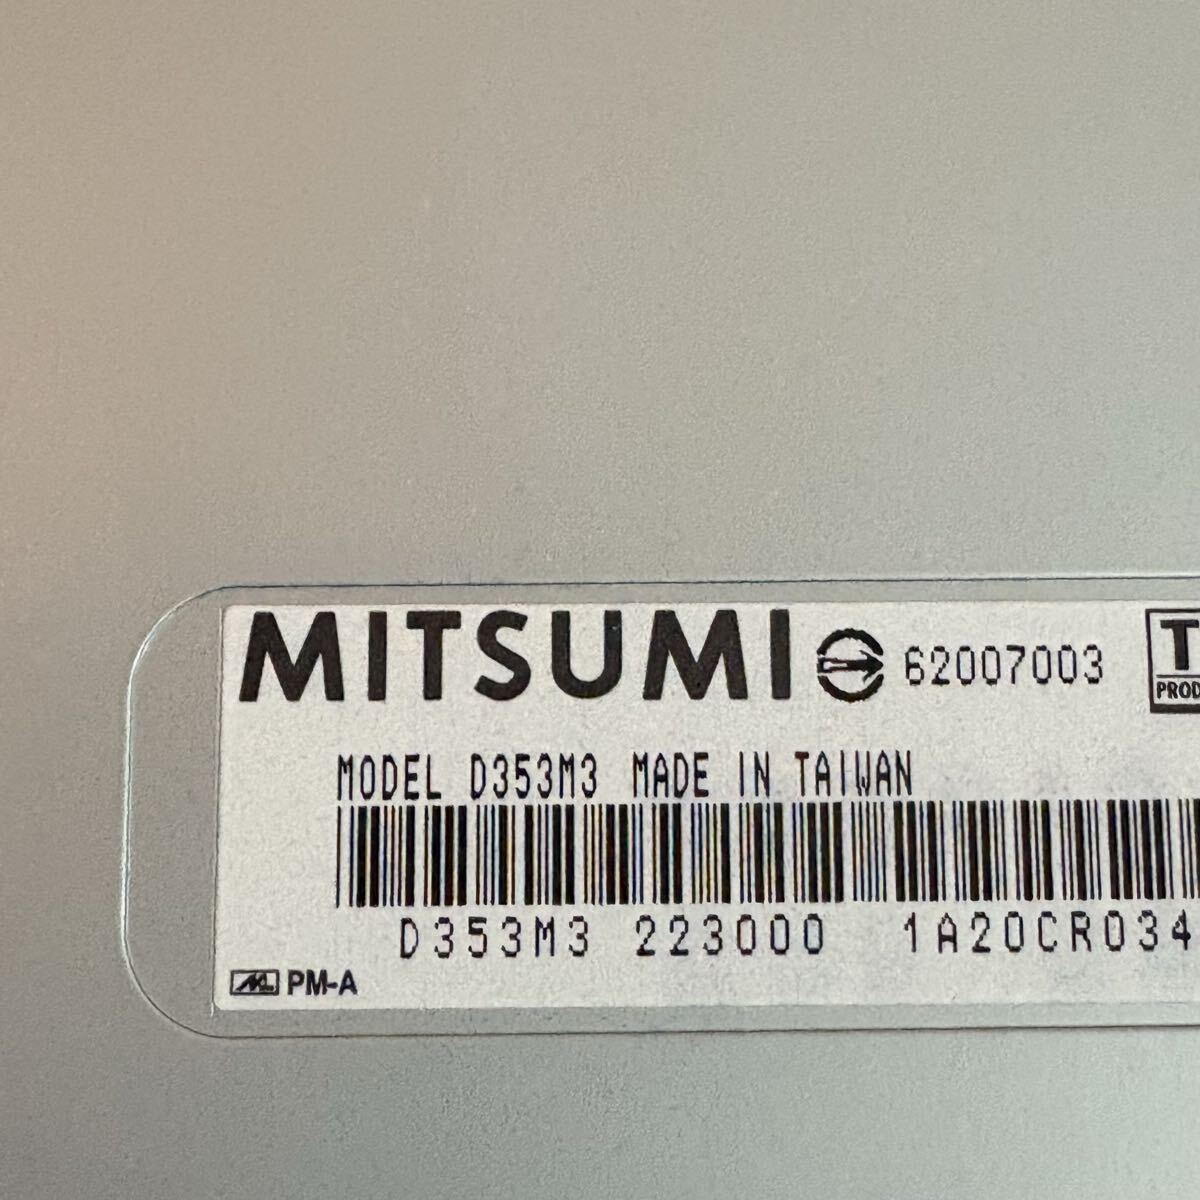 MITSUMI 62007003
MODEL D353M3 MADE IN TAIWAN
D353M3 223000 1A20CR034
PM-A